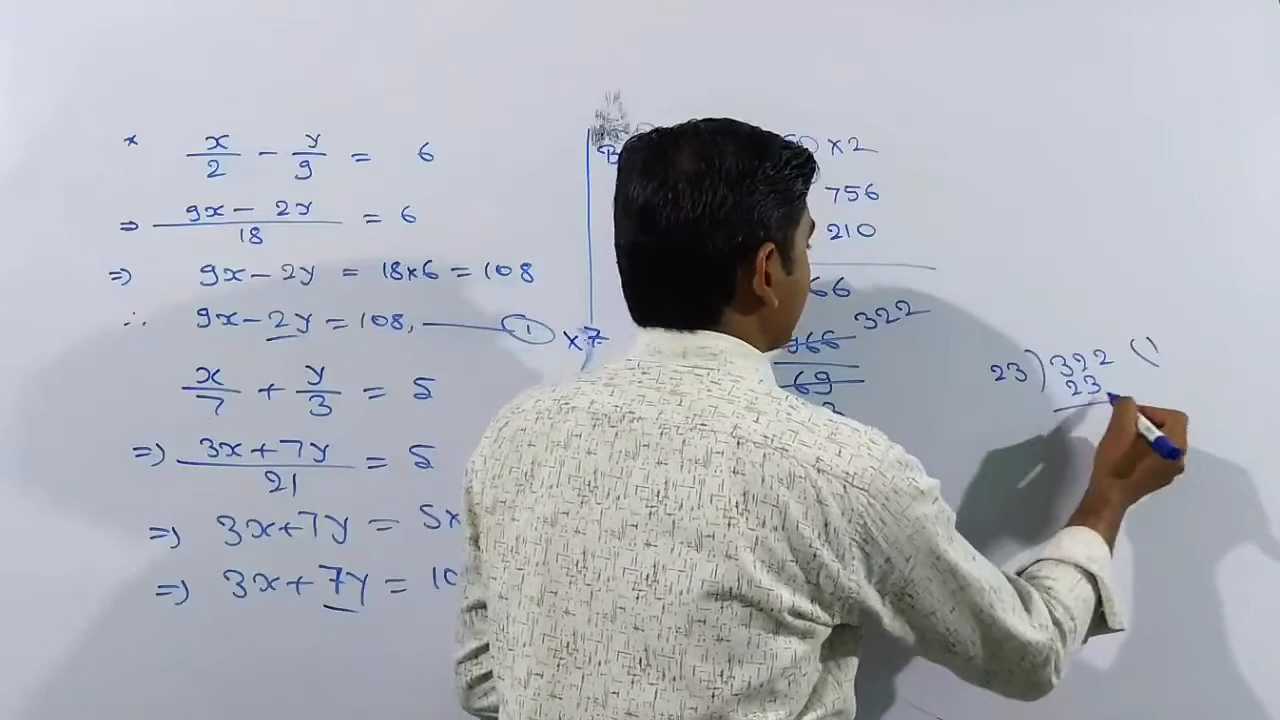 * x/2 - y/9 = 6
⇒ (9x - 2y)/18 = 6
⇒ 9x - 2y = 18×6 = 108
∴ 9x - 2y = 108, ——— ① ×7
x/7 + y/3 = 5
⇒ (3x + 7y)/21 = 5
⇒ 3x + 7y = 5×
⇒ 3x + 7y = 10
×2
756
210
66
322
966
69
23 ) 322 ( 1
23